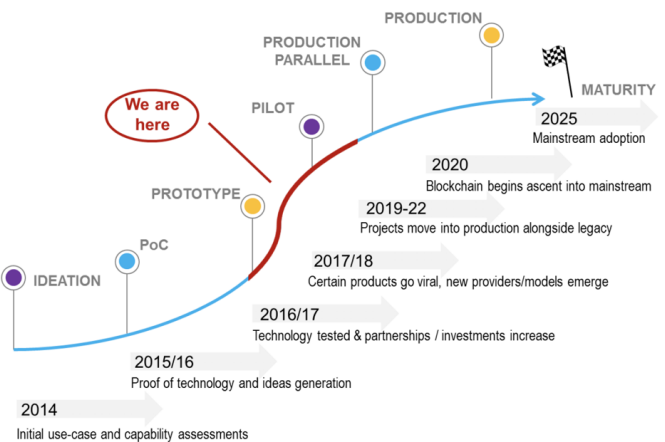 PRODUCTION
PRODUCTION
PARALLEL
MATURITY
We are
here
PILOT
2025
Mainstream adoption
2020
Blockchain begins ascent into mainstream
PROTOTYPE
2019-22
Projects move into production alongside legacy
PoC
2017/18
Certain products go viral, new providers/models emerge
IDEATION
2016/17
Technology tested & partnerships / investments increase
2015/16
Proof of technology and ideas generation
2014
Initial use-case and capability assessments